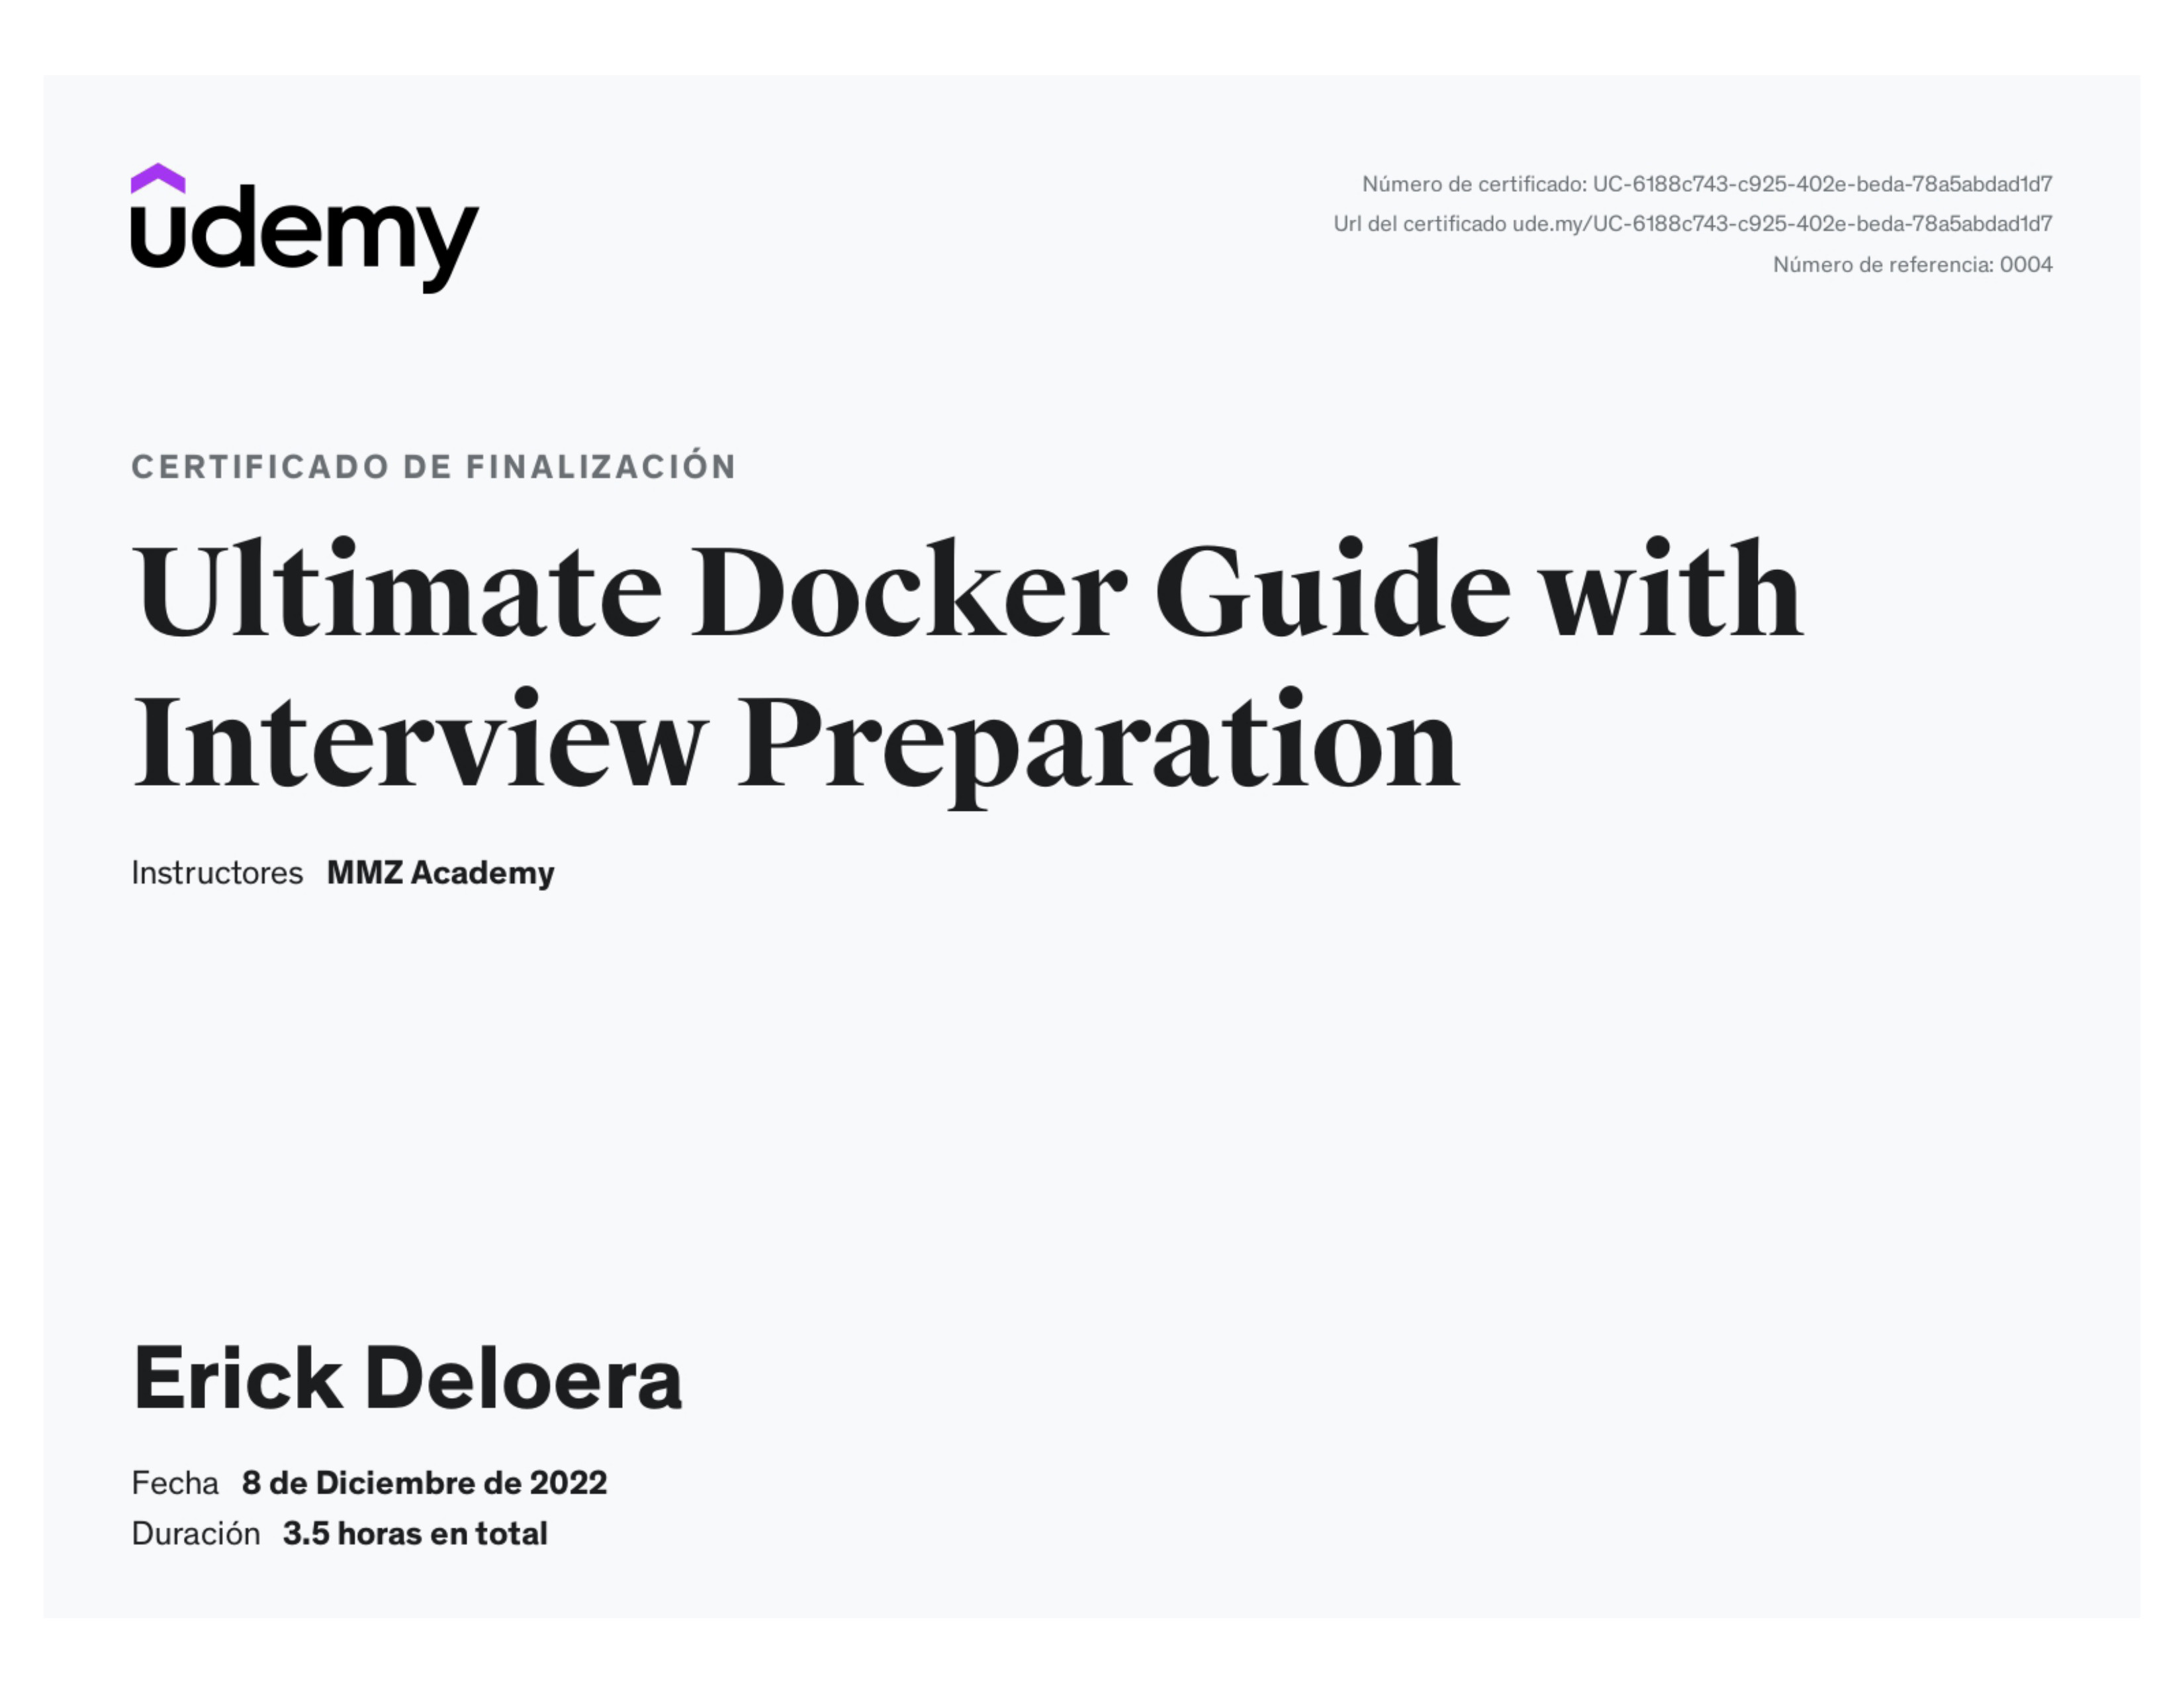 udemy
Número de certificado: UC-6188c743-c925-402e-beda-78a5abdad1d7
Url del certificado ude.my/UC-6188c743-c925-402e-beda-78a5abdad1d7
Número de referencia: 0004
CERTIFICADO DE FINALIZACIÓN
Ultimate Docker Guide with
Interview Preparation
Instructores MMZ Academy
Erick Deloera
Fecha 8 de Diciembre de 2022
Duración 3.5 horas en total